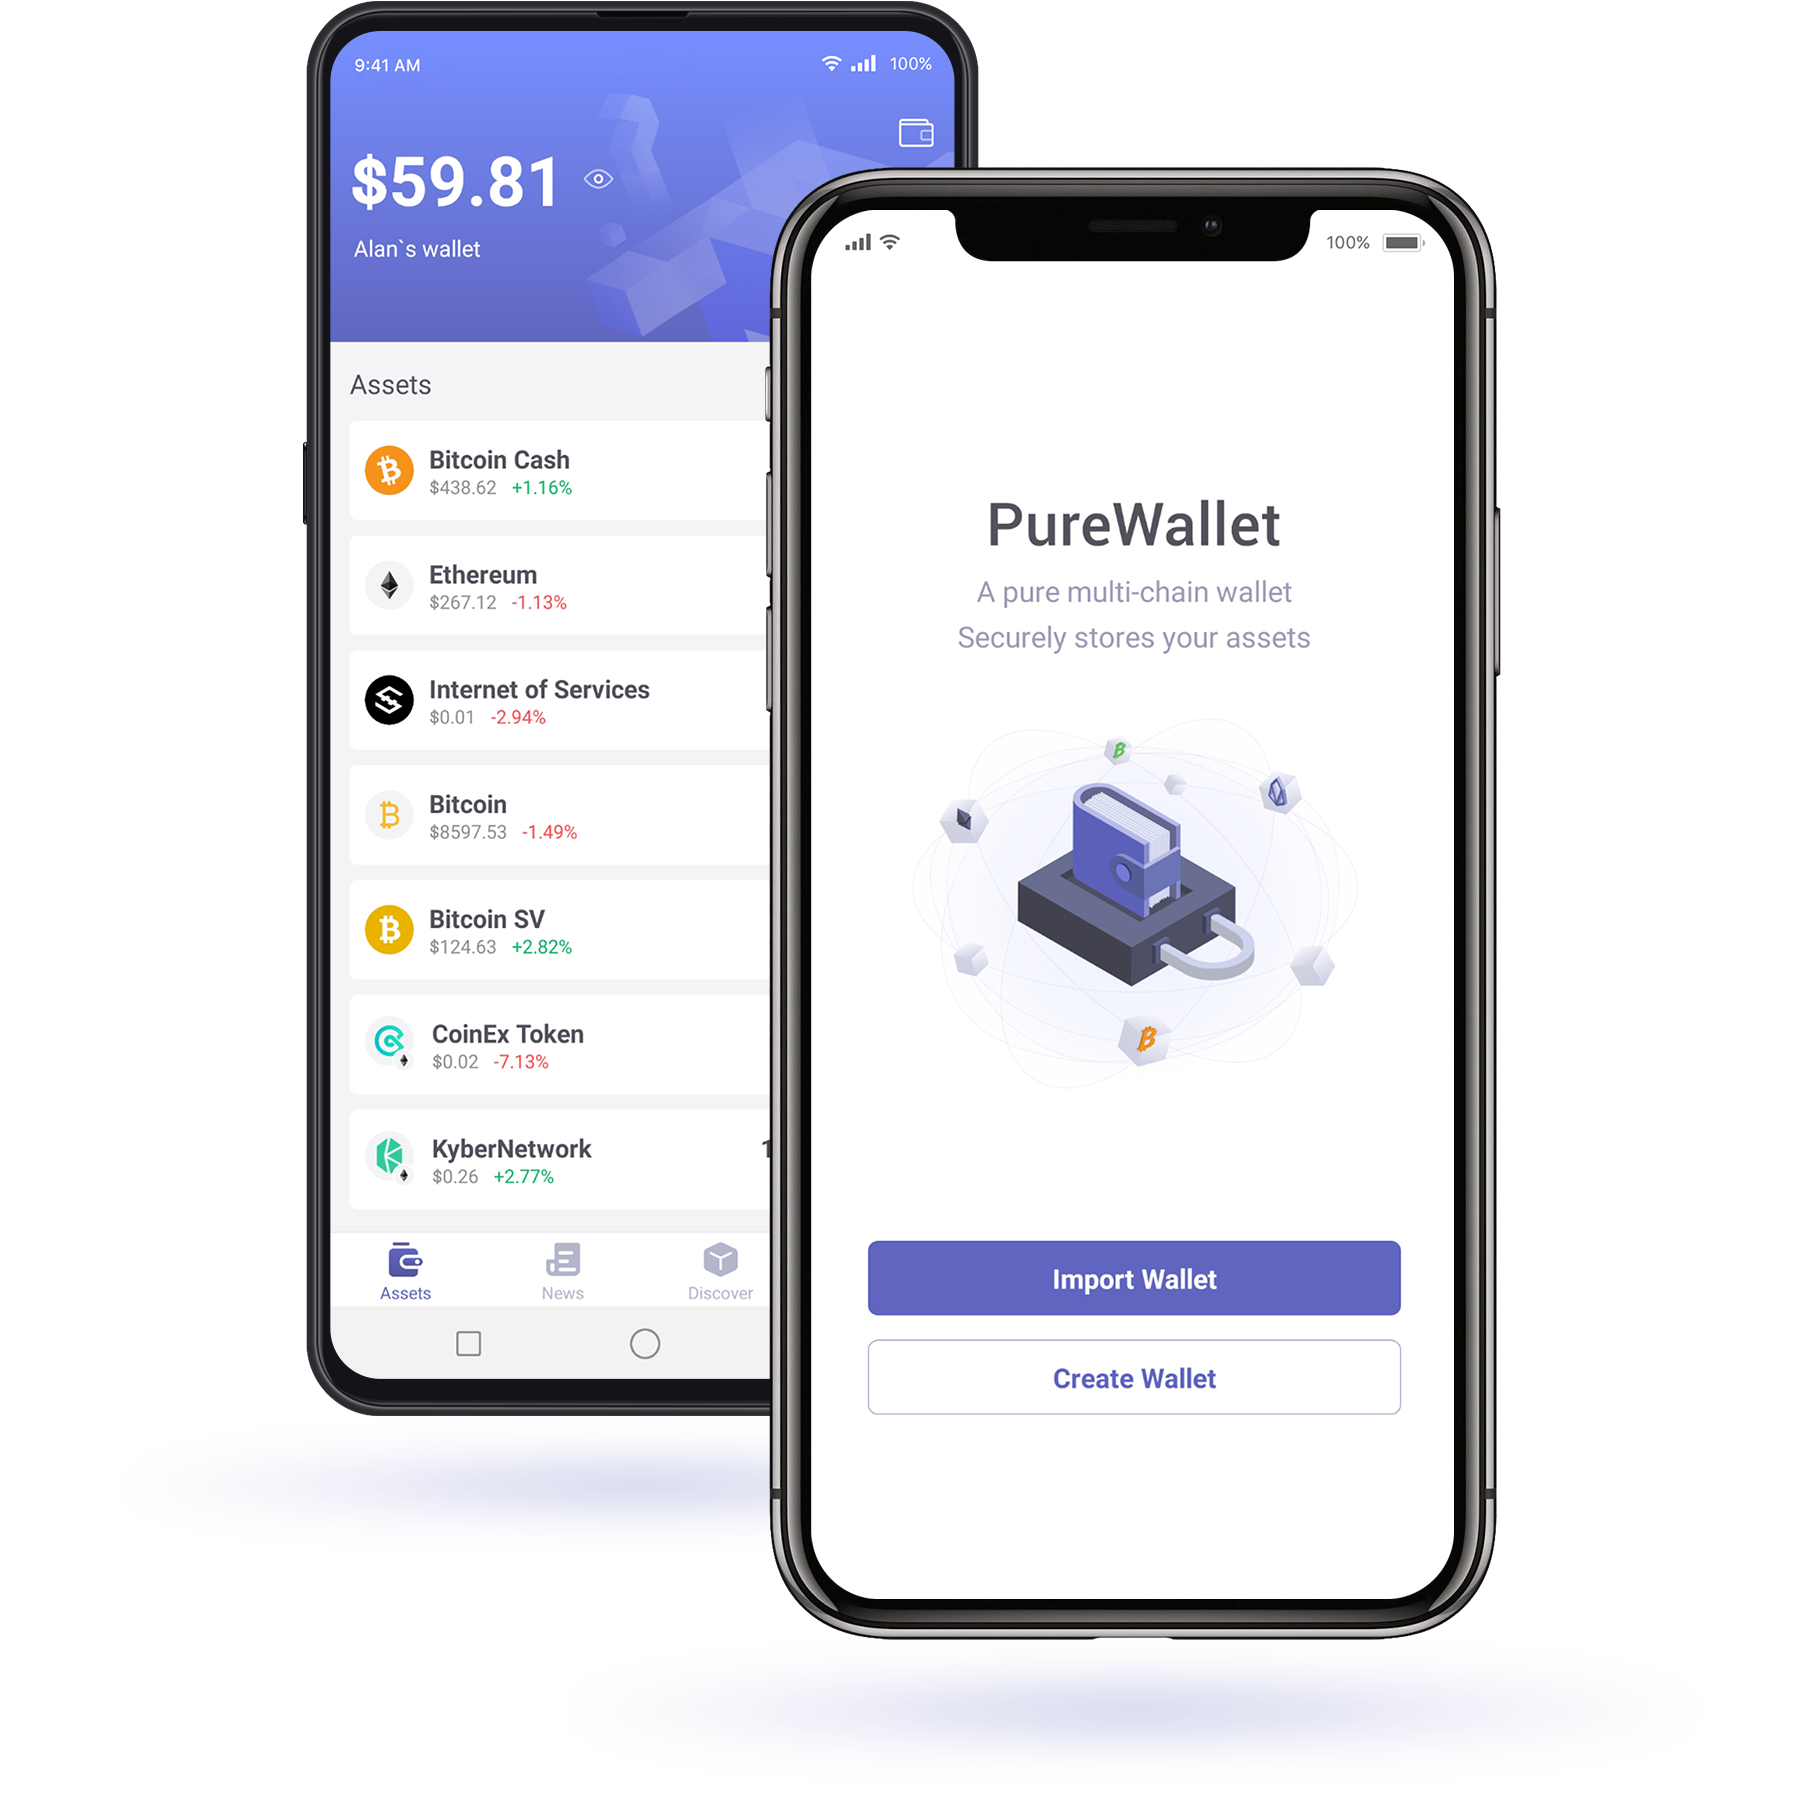 9:41 AM
100%
$59.81
Alan`s wallet
Assets
Bitcoin Cash
$438.62 +1.16%
Ethereum
$267.12 -1.13%
Internet of Services
$0.01 -2.94%
Bitcoin
$8597.53 -1.49%
Bitcoin SV
$124.63 +2.82%
CoinEx Token
$0.02 -7.13%
KyberNetwork
1
$0.26 +2.77%
Assets
News
Discover
100%
PureWallet
A pure multi-chain wallet
Securely stores your assets
Import Wallet
Create Wallet